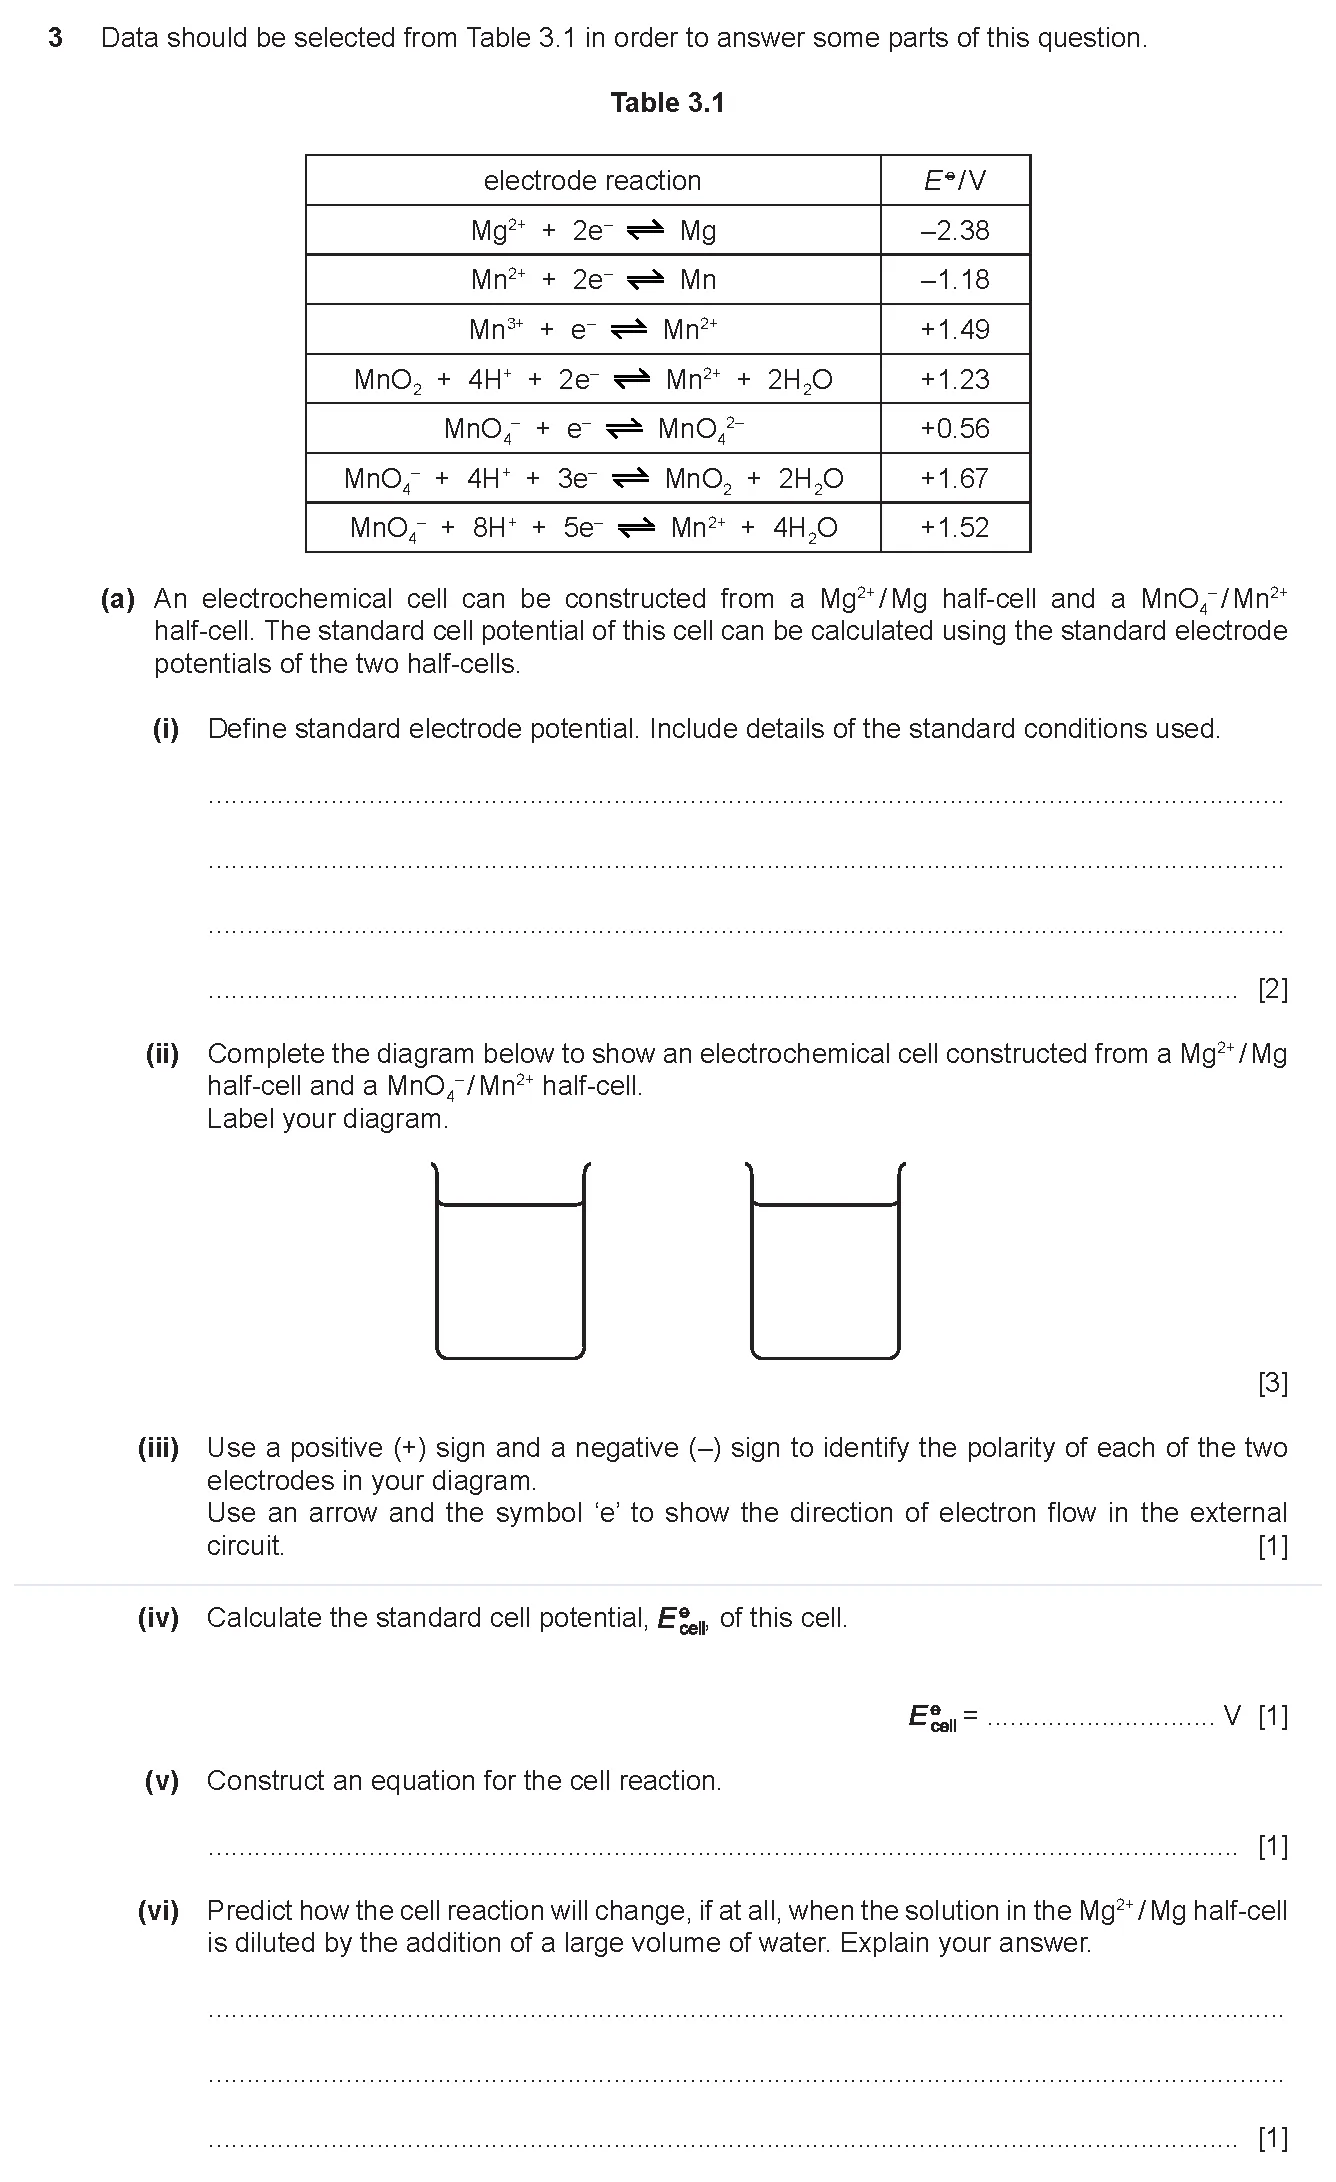 3 Data should be selected from Table 3.1 in order to answer some parts of this question.
Table 3.1
electrode reaction E⦵/V
Mg²⁺ + 2e⁻ ⇌ Mg –2.38
Mn²⁺ + 2e⁻ ⇌ Mn –1.18
Mn³⁺ + e⁻ ⇌ Mn²⁺ +1.49
MnO₂ + 4H⁺ + 2e⁻ ⇌ Mn²⁺ + 2H₂O +1.23
MnO₄⁻ + e⁻ ⇌ MnO₄²⁻ +0.56
MnO₄⁻ + 4H⁺ + 3e⁻ ⇌ MnO₂ + 2H₂O +1.67
MnO₄⁻ + 8H⁺ + 5e⁻ ⇌ Mn²⁺ + 4H₂O +1.52
(a) An electrochemical cell can be constructed from a Mg²⁺/Mg half-cell and a MnO₄⁻/Mn²⁺
half-cell. The standard cell potential of this cell can be calculated using the standard electrode
potentials of the two half-cells.
(i) Define standard electrode potential. Include details of the standard conditions used.
[2]
(ii) Complete the diagram below to show an electrochemical cell constructed from a Mg²⁺/Mg
half-cell and a MnO₄⁻/Mn²⁺ half-cell.
Label your diagram.
[3]
(iii) Use a positive (+) sign and a negative (–) sign to identify the polarity of each of the two
electrodes in your diagram.
Use an arrow and the symbol ‘e’ to show the direction of electron flow in the external
circuit. [1]
(iv) Calculate the standard cell potential, E⦵cell, of this cell.
E⦵cell = .............................. V [1]
(v) Construct an equation for the cell reaction.
[1]
(vi) Predict how the cell reaction will change, if at all, when the solution in the Mg²⁺/Mg half-cell
is diluted by the addition of a large volume of water. Explain your answer.
[1]